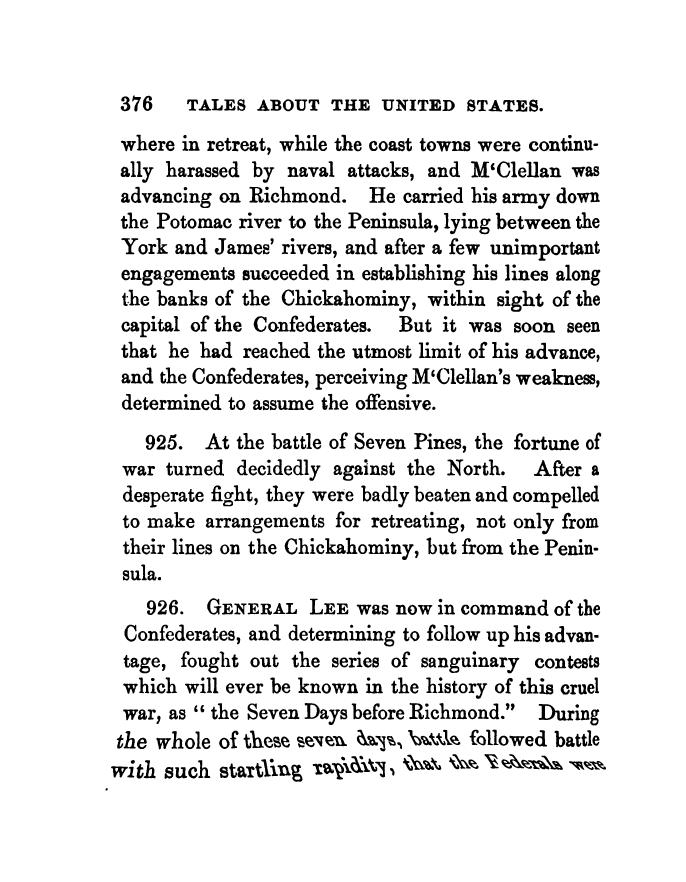 376 TALES ABOUT THE UNITED STATES.
where in retreat, while the coast towns were continu-
ally harassed by naval attacks, and M‘Clellan was
advancing on Richmond. He carried his army down
the Potomac river to the Peninsula, lying between the
York and James’ rivers, and after a few unimportant
engagements succeeded in establishing his lines along
the banks of the Chickahominy, within sight of the
capital of the Confederates. But it was soon seen
that he had reached the utmost limit of his advance,
and the Confederates, perceiving M‘Clellan’s weakness,
determined to assume the offensive.
925. At the battle of Seven Pines, the fortune of
war turned decidedly against the North. After a
desperate fight, they were badly beaten and compelled
to make arrangements for retreating, not only from
their lines on the Chickahominy, but from the Penin-
sula.
926. GENERAL LEE was now in command of the
Confederates, and determining to follow up his advan-
tage, fought out the series of sanguinary contests
which will ever be known in the history of this cruel
war, as “ the Seven Days before Richmond.” During
the whole of these seven days, battle followed battle
with such startling rapidity, that the Federals were